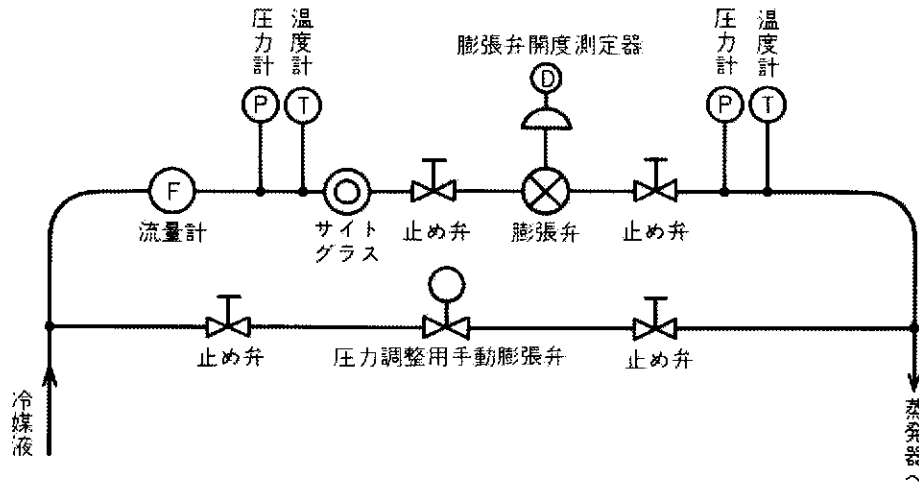 圧力計
温度計
膨張弁開度測定器
圧力計
温度計
P
T
D
P
T
F
流量計
サイト
グラス
止め弁
膨張弁
止め弁
止め弁
圧力調整用手動膨張弁
止め弁
冷媒液
蒸発器へ